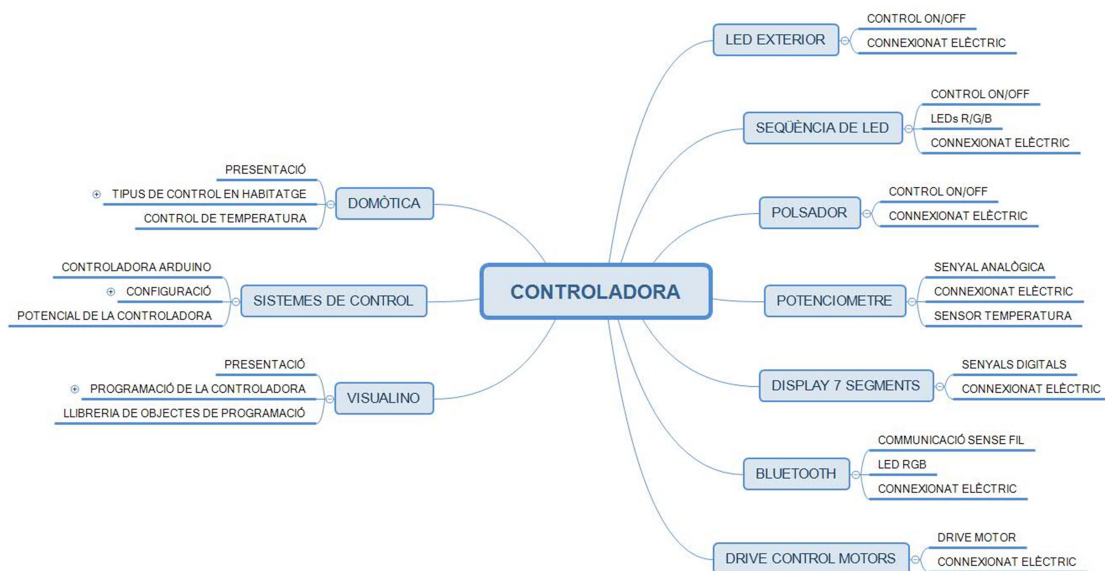 CONTROLADORA
DOMÒTICA
PRESENTACIÓ
TIPUS DE CONTROL EN HABITATGE
CONTROL DE TEMPERATURA
SISTEMES DE CONTROL
CONTROLADORA ARDUINO
CONFIGURACIÓ
POTENCIAL DE LA CONTROLADORA
VISUALINO
PRESENTACIÓ
PROGRAMACIÓ DE LA CONTROLADORA
LLIBRERIA DE OBJECTES DE PROGRAMACIÓ
LED EXTERIOR
CONTROL ON/OFF
CONNEXIONAT ELÈCTRIC
SEQÜÈNCIA DE LED
CONTROL ON/OFF
LEDs R/G/B
CONNEXIONAT ELÈCTRIC
POLSADOR
CONTROL ON/OFF
CONNEXIONAT ELÈCTRIC
POTENCIOMETRE
SENYAL ANALÒGICA
CONNEXIONAT ELÈCTRIC
SENSOR TEMPERATURA
DISPLAY 7 SEGMENTS
SENYALS DIGITALS
CONNEXIONAT ELÈCTRIC
BLUETOOTH
COMMUNICACIÓ SENSE FIL
LED RGB
CONNEXIONAT ELÈCTRIC
DRIVE CONTROL MOTORS
DRIVE MOTOR
CONNEXIONAT ELÈCTRIC